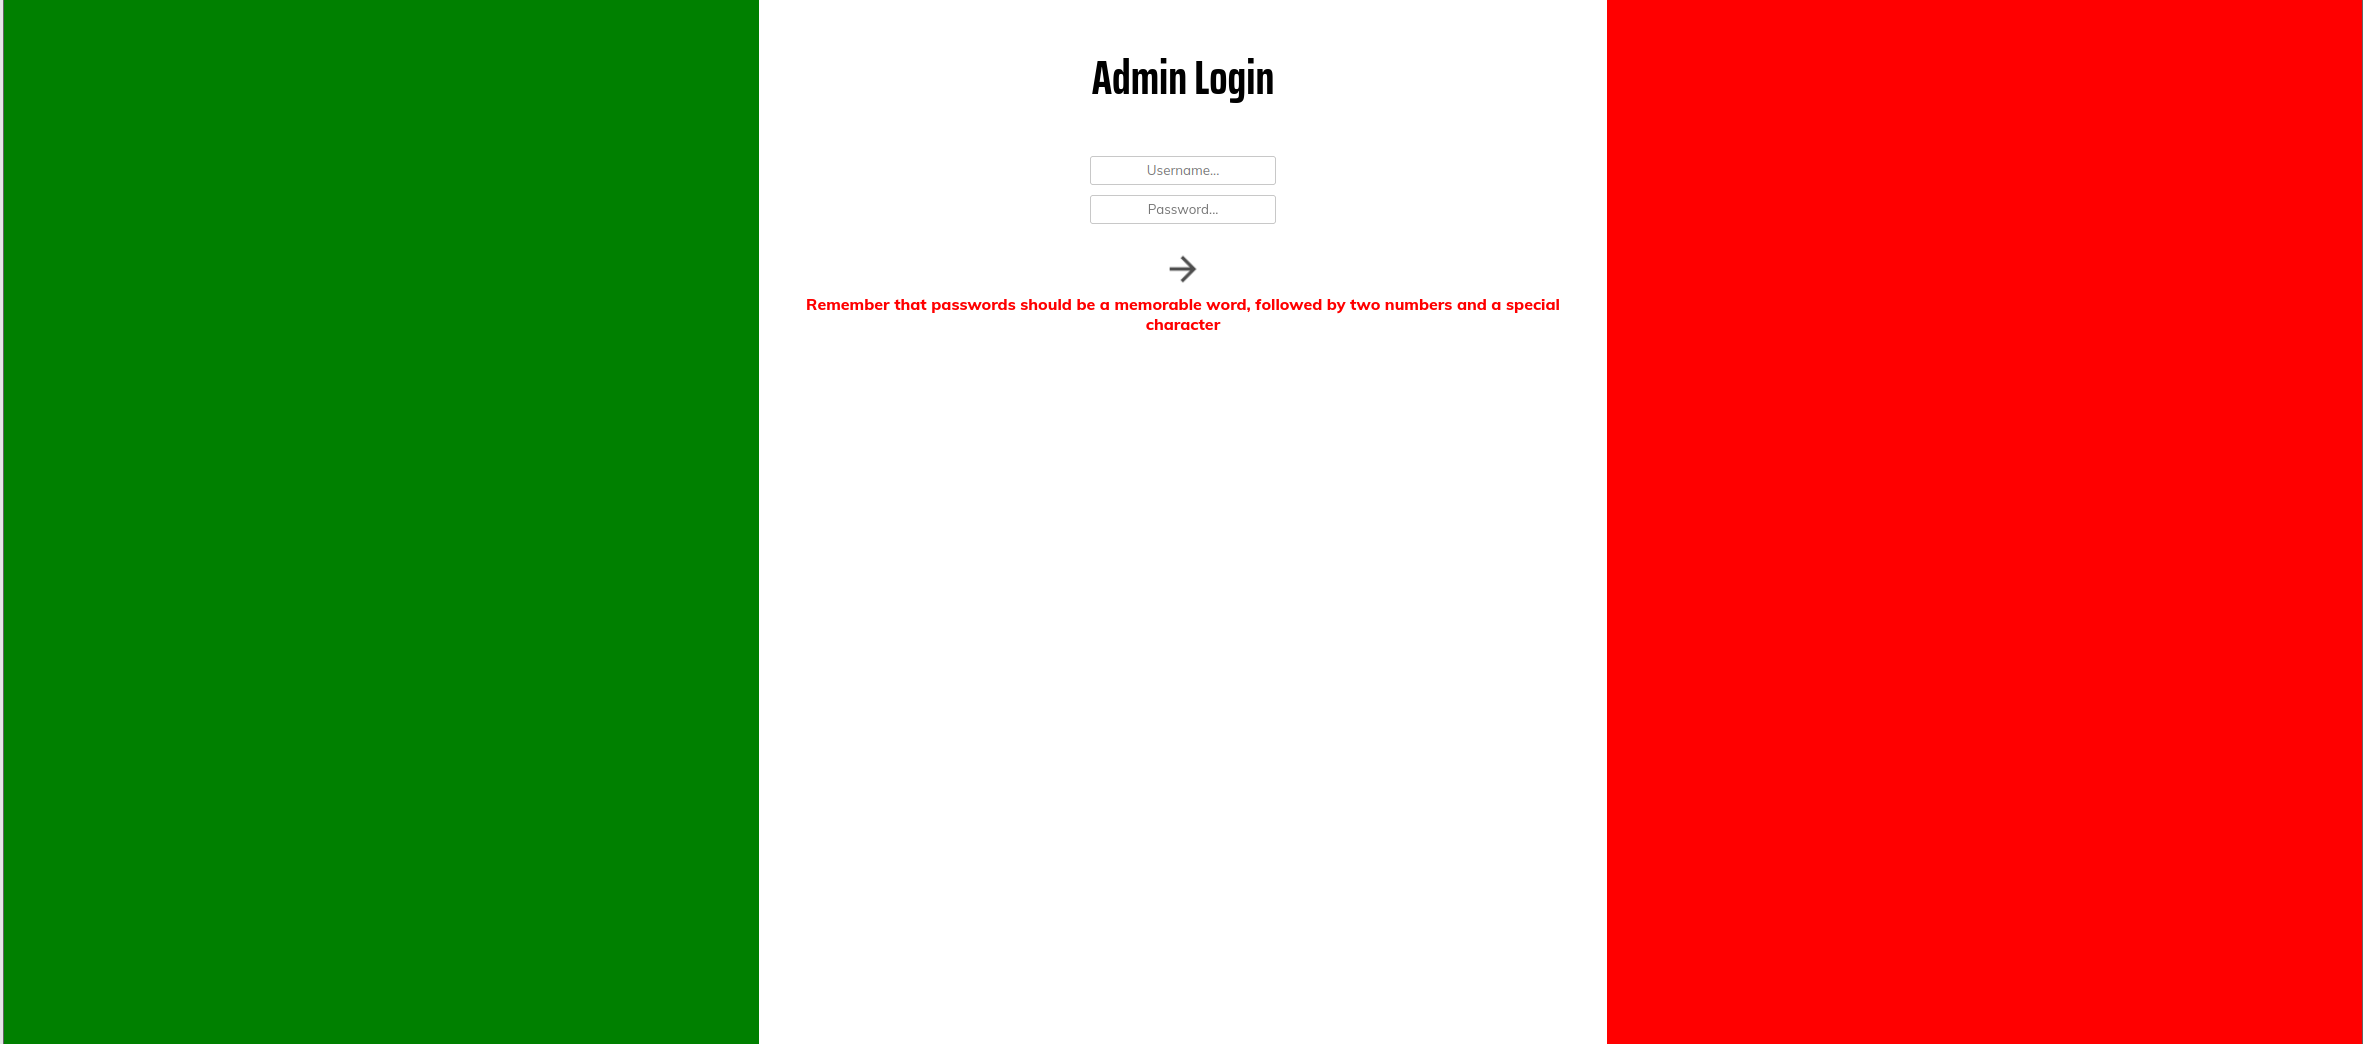 Admin Login
Username...
Password...
Remember that passwords should be a memorable word, followed by two numbers and a special
character